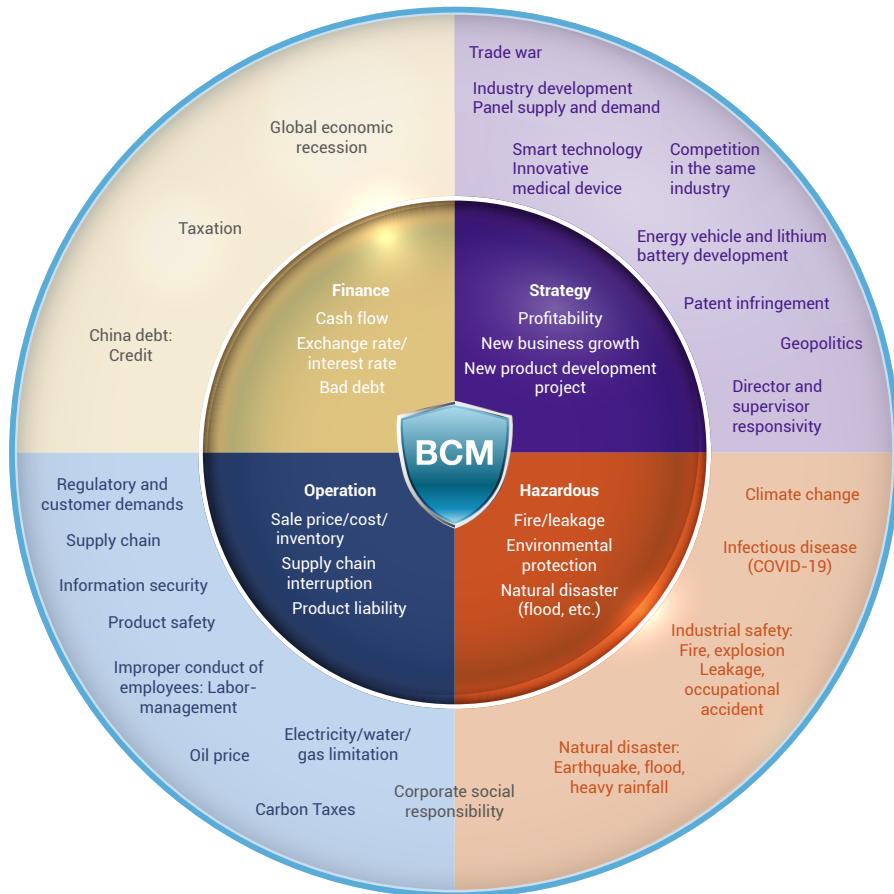 Global economic
recession
Taxation
China debt:
Credit
Trade war
Industry development
Panel supply and demand
Smart technology
Innovative
medical device
Competition
in the same
industry
Energy vehicle and lithium
battery development
Patent infringement
Geopolitics
Director and
supervisor
responsivity
Finance
Cash flow
Exchange rate/
interest rate
Bad debt
Strategy
Profitability
New business growth
New product development
project
BCM
Operation
Sale price/cost/
inventory
Supply chain
interruption
Product liability
Hazardous
Fire/leakage
Environmental
protection
Natural disaster
(flood, etc.)
Regulatory and
customer demands
Supply chain
Information security
Product safety
Improper conduct of
employees: Labor-
management
Oil price
Electricity/water/
gas limitation
Carbon Taxes
Corporate social
responsibility
Climate change
Infectious disease
(COVID-19)
Industrial safety:
Fire, explosion
Leakage,
occupational
accident
Natural disaster:
Earthquake, flood,
heavy rainfall